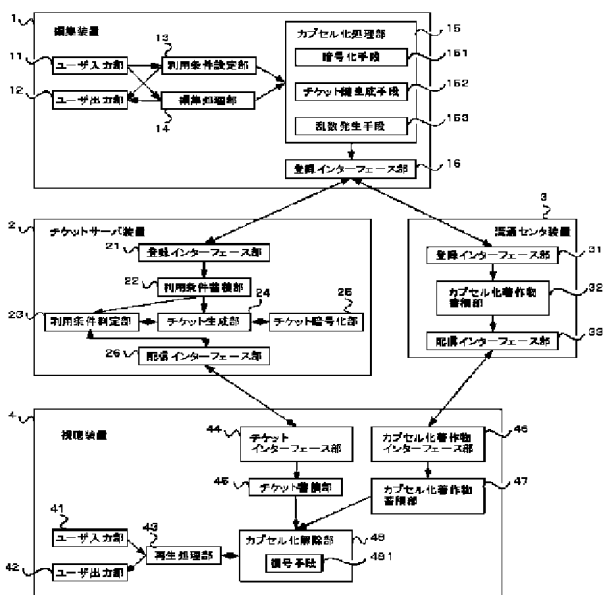 1
編集装置
15
カプセル化処理部
13
11
ユーザ入力部
利用条件設定部
暗号化手段
151
12
ユーザ出力部
編集処理部
チケット鍵生成手段
152
14
乱数発生手段
153
登録インターフェース部
16
2
チケットサーバ装置
3
流通センタ装置
21
登録インターフェース部
登録インターフェース部
31
22
利用条件蓄積部
カプセル化著作物
蓄積部
32
24
25
23
利用条件判定部
チケット生成部
チケット暗号化部
26
配信インターフェース部
配信インターフェース部
33
4
視聴装置
44
チケット
インターフェース部
カプセル化著作物
インターフェース部
46
45
チケット蓄積部
カプセル化著作物
蓄積部
47
41
ユーザ入力部
43
再生処理部
カプセル化解除部
48
42
ユーザ出力部
復号手段
481